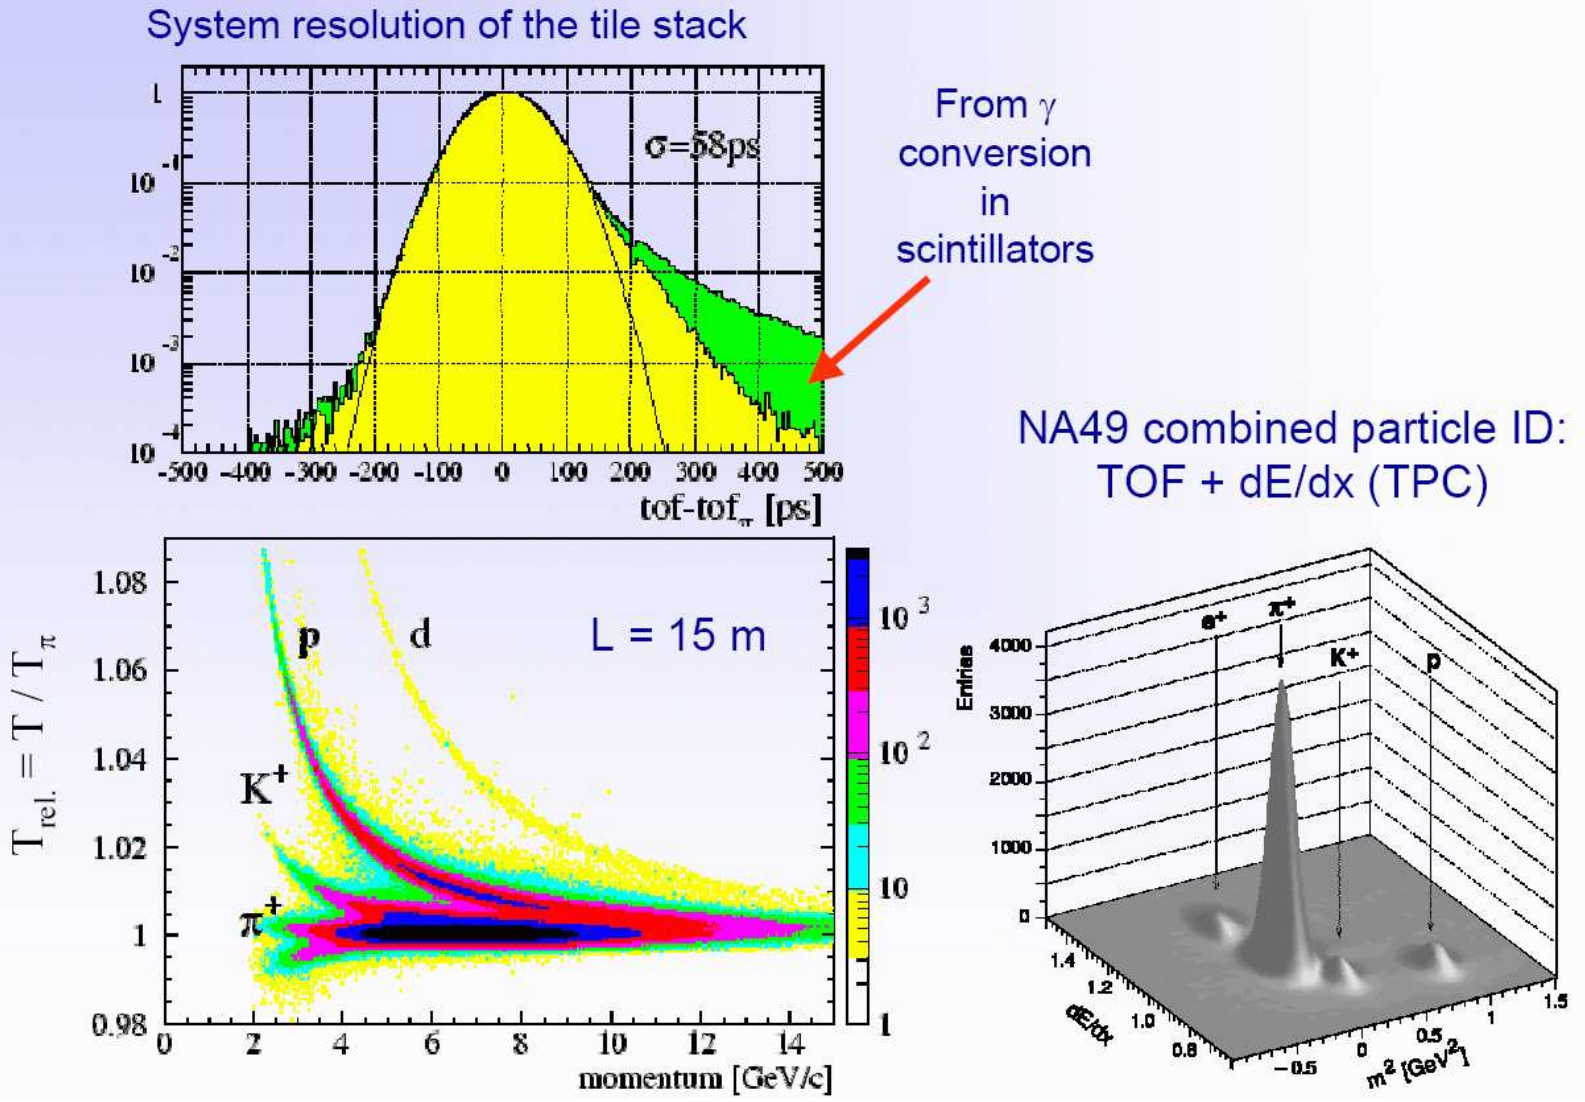 System resolution of the tile stack
From γ
conversion
in
scintillators
σ=58ps
1
10 -1
10 -2
10 -3
10 -4
-500 -400 -300 -200 -100 0 100 200 300 400 500
tof-tofπ [ps]
NA49 combined particle ID:
TOF + dE/dx (TPC)
Trel. = T / Tπ
1.08
1.06
1.04
1.02
1
0.98
p
d
L = 15 m
K+
π+
10 3
10 2
10
1
0 2 4 6 8 10 12 14
momentum [GeV/c]
Entries
4000
3000
2000
1000
0
e+
π+
K+
p
1.4
1.2
1.0
0.8
dE/dx
-0.5 0 0.5 1 1.5
m2 [GeV2]